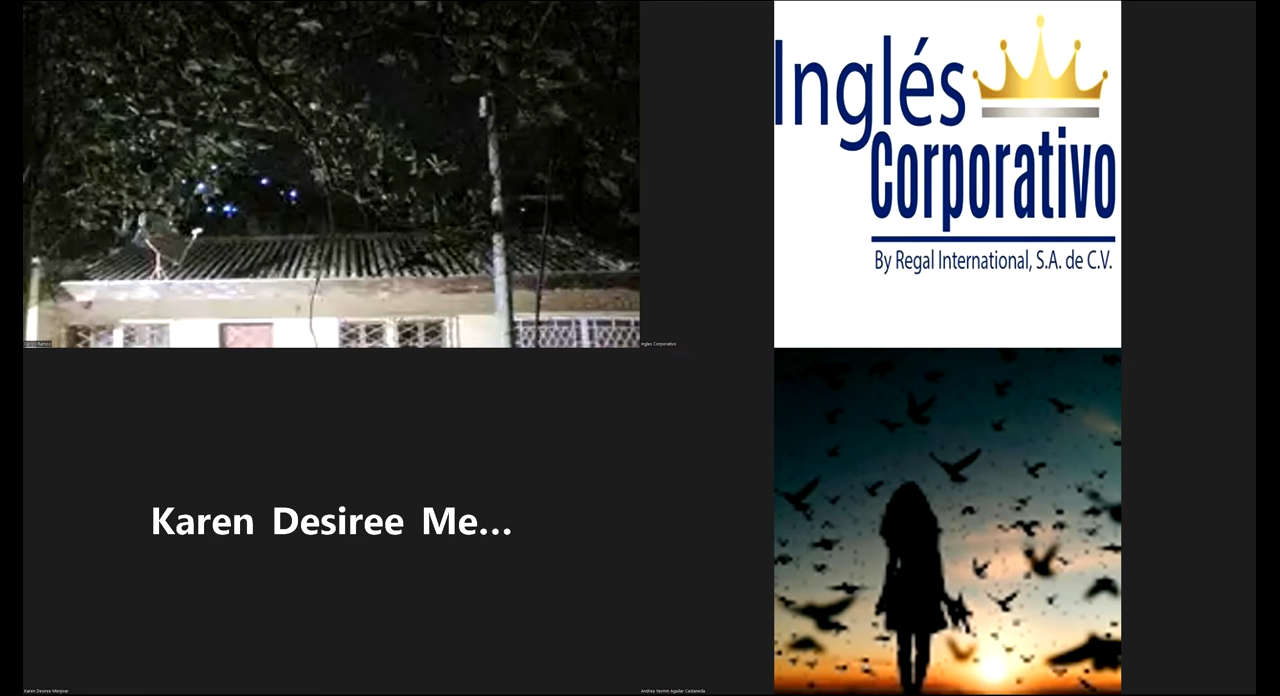 Inglés
Corporativo
By Regal International, S.A. de C.V.
Carlos Ramos
Ingles Corporativo
Karen Desiree Me...
Karen Desiree Menjivar
Andrea Yasmin Aguilar Castaneda